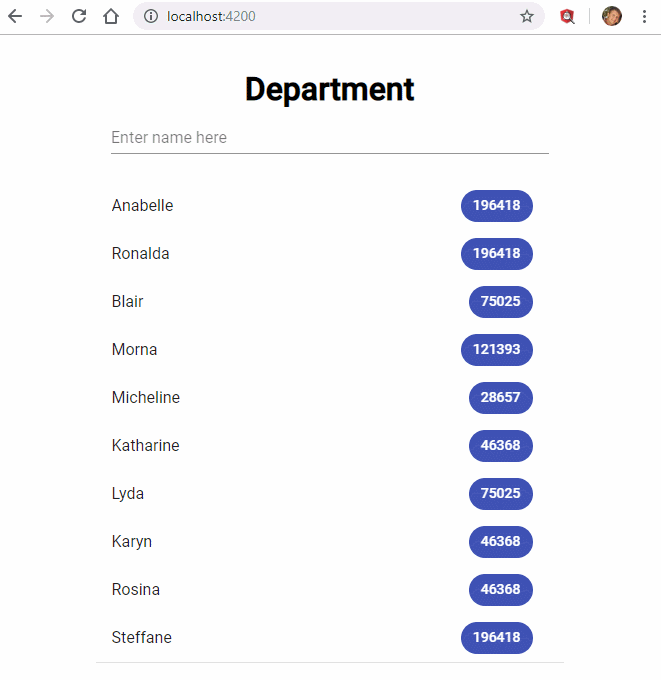 localhost:4200
Department
Enter name here
Anabelle 196418
Ronalda 196418
Blair 75025
Morna 121393
Micheline 28657
Katharine 46368
Lyda 75025
Karyn 46368
Rosina 46368
Steffane 196418